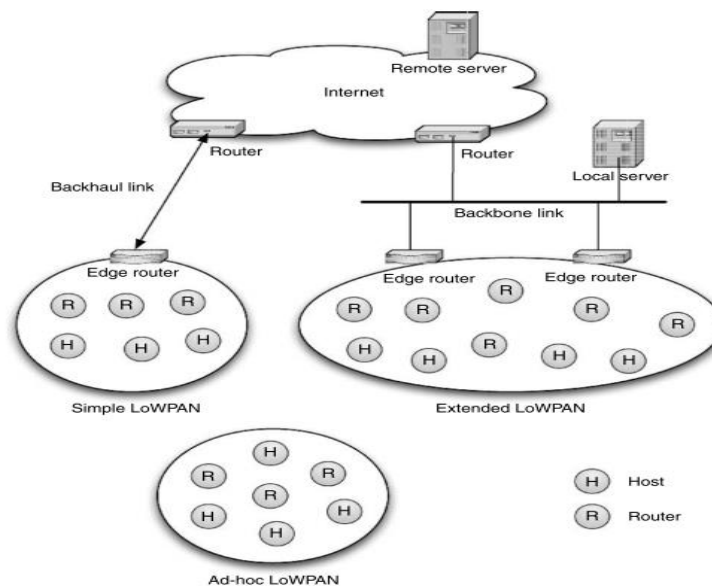 Remote server
Internet
Router
Router
Local server
Backhaul link
Backbone link
Edge router
Edge router
Edge router
R
R
R
H
H
H
R
R
R
R
R
H
H
R
H
H
Simple LoWPAN
Extended LoWPAN
H
R
R
R
H
H
H
H Host
R Router
Ad-hoc LoWPAN